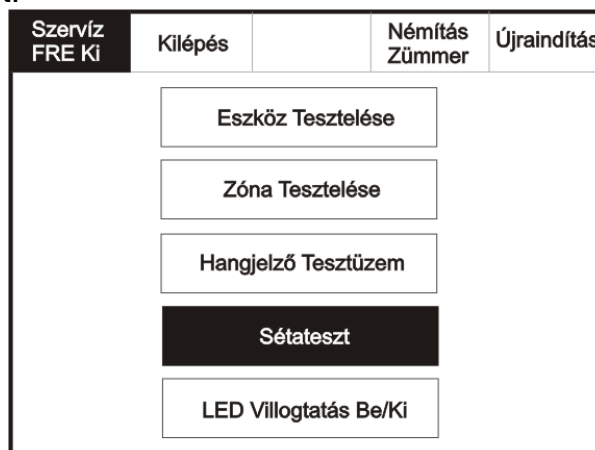 Szervíz
FRE Ki
Kilépés
Némítás
Zümmer
Újraindítás
Eszköz Tesztelése
Zóna Tesztelése
Hangjelző Tesztüzem
Sétateszt
LED Villogtatás Be/Ki